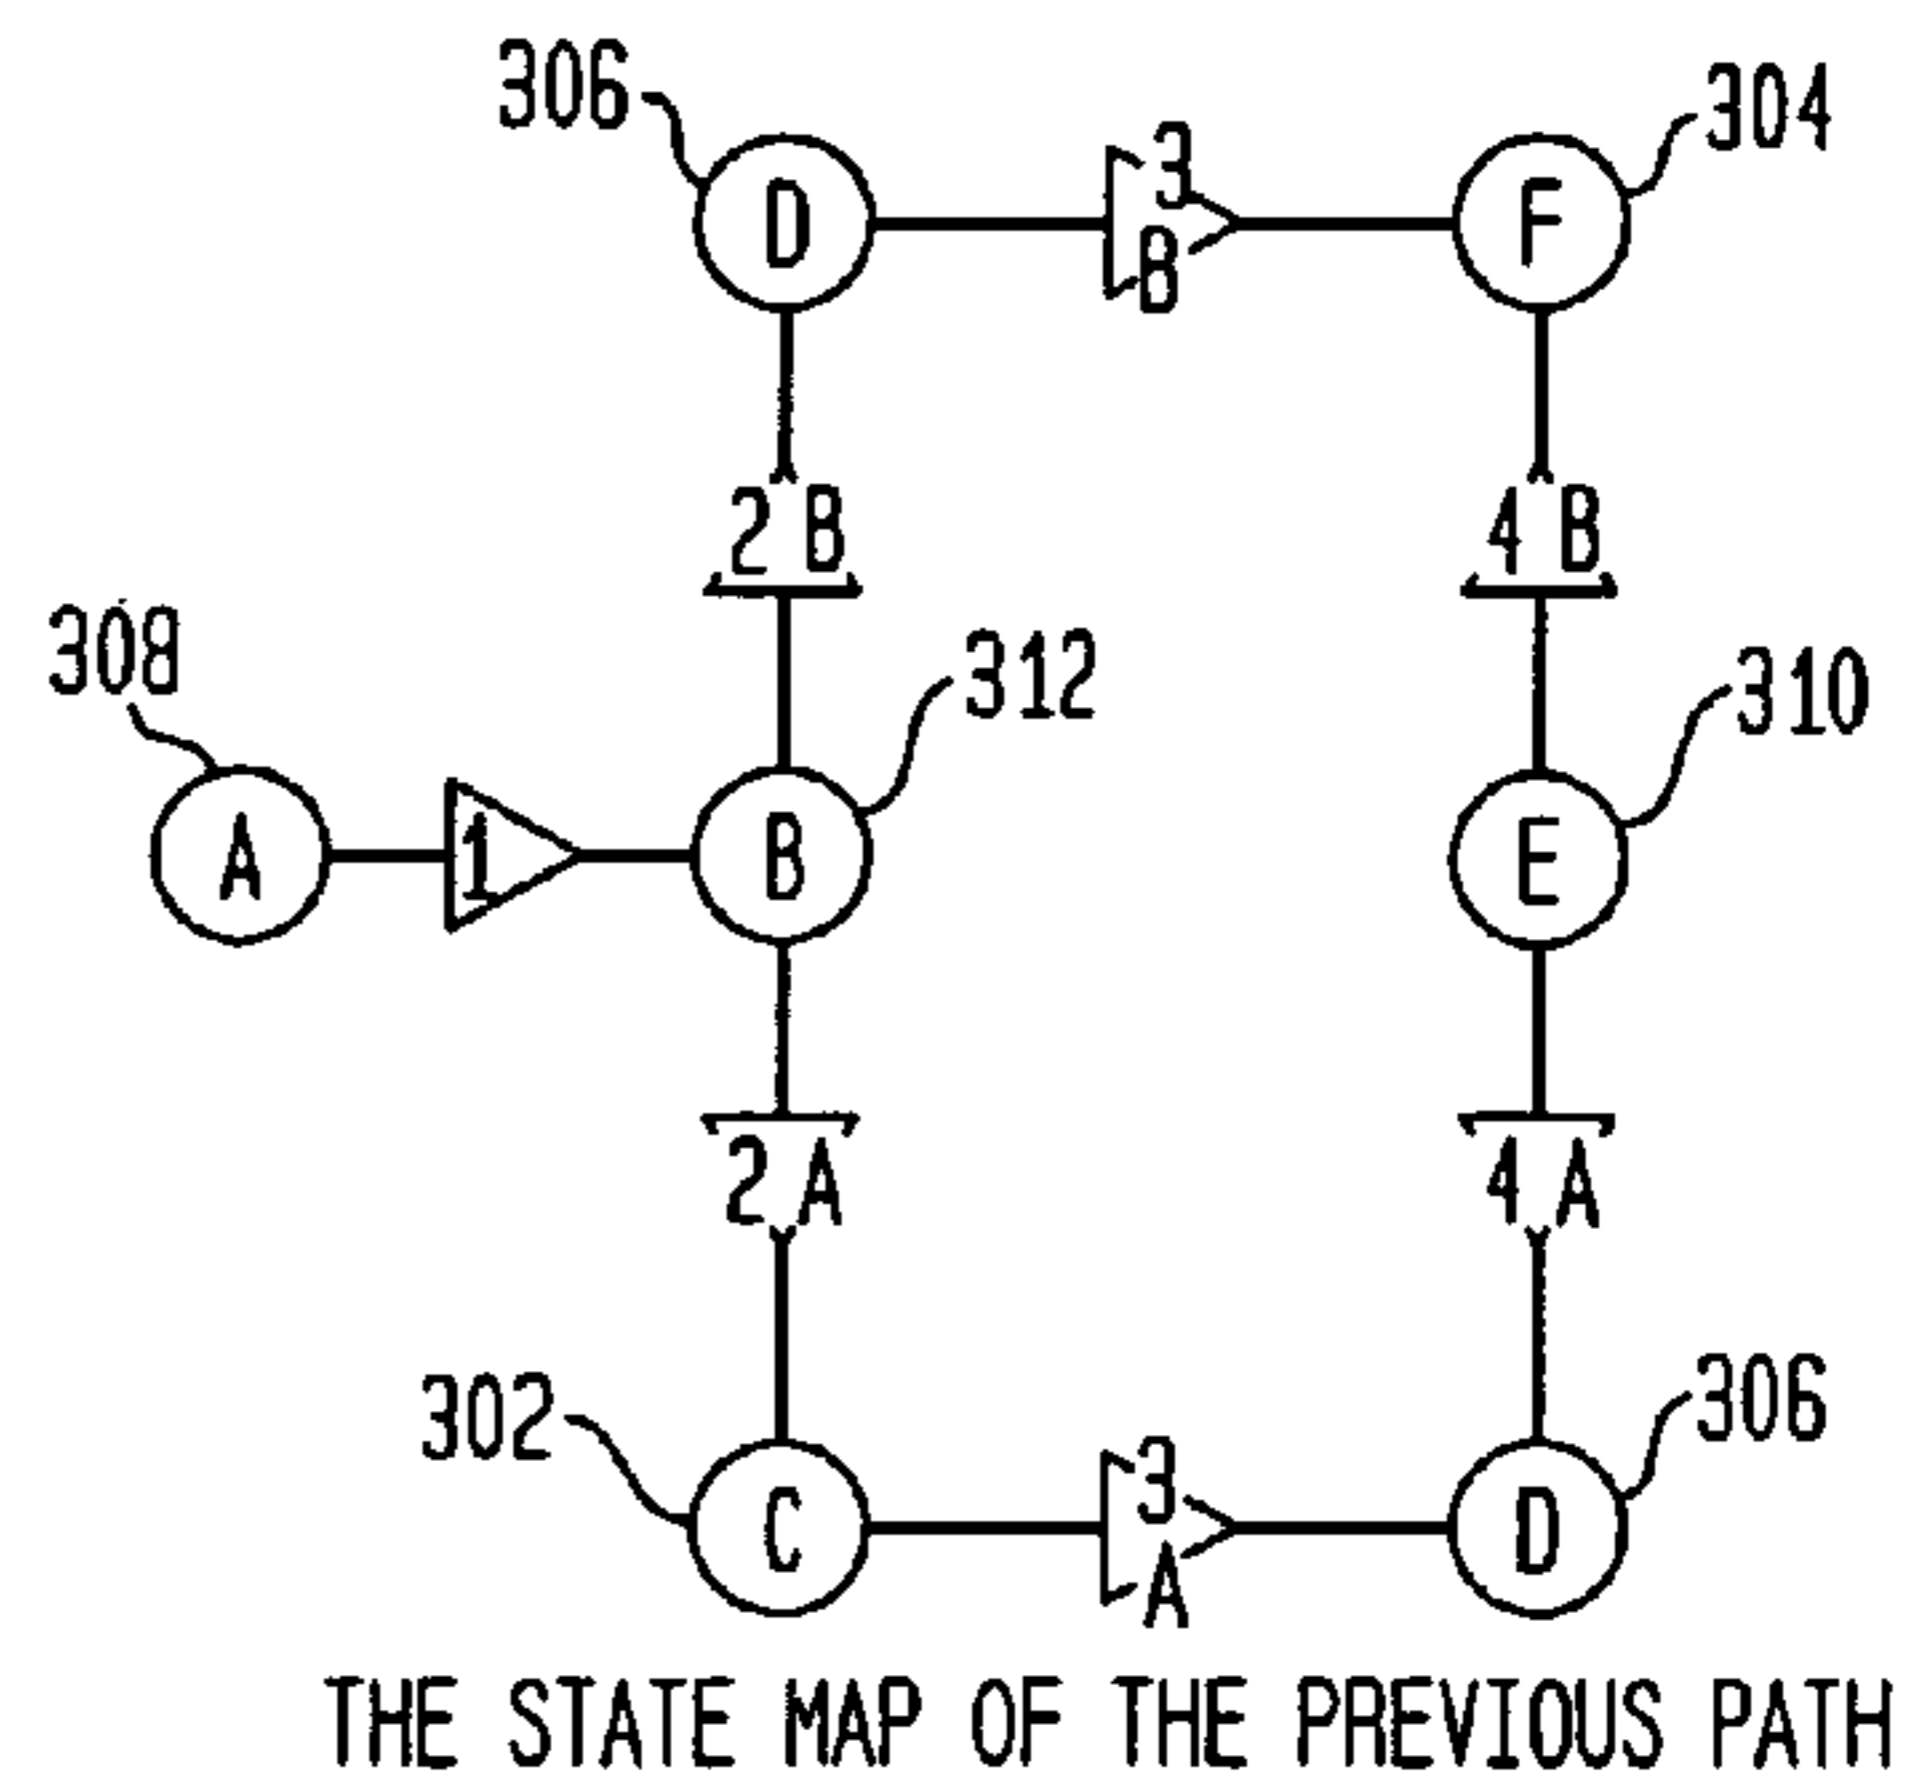 306
304
D
3
B
F
2 B
4 B
308
312
310
A
1
B
E
2 A
4 A
302
306
C
3
A
D
THE STATE MAP OF THE PREVIOUS PATH